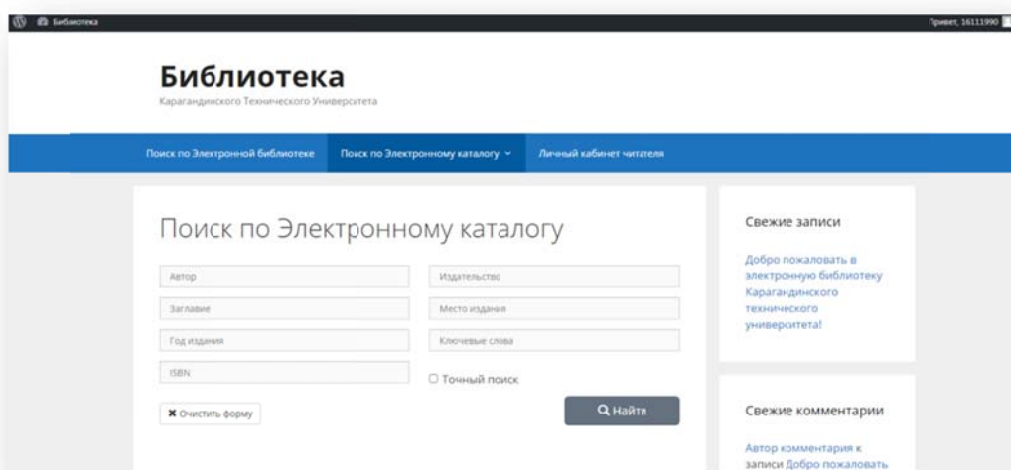 Библиотека
Привет, 16111990
Библиотека
Карагандинского Технического Университета
Поиск по Электронной библиотеке
Поиск по Электронному каталогу
Личный кабинет читателя
Поиск по Электронному каталогу
Автор
Издательство
Заглавие
Место издания
Год издания
Ключевые слова
ISBN
Точный поиск
Очистить форму
Найти
Свежие записи
Добро пожаловать в
электронную библиотеку
Карагандинского
технического
университета!
Свежие комментарии
Автор комментария к
записи Добро пожаловать